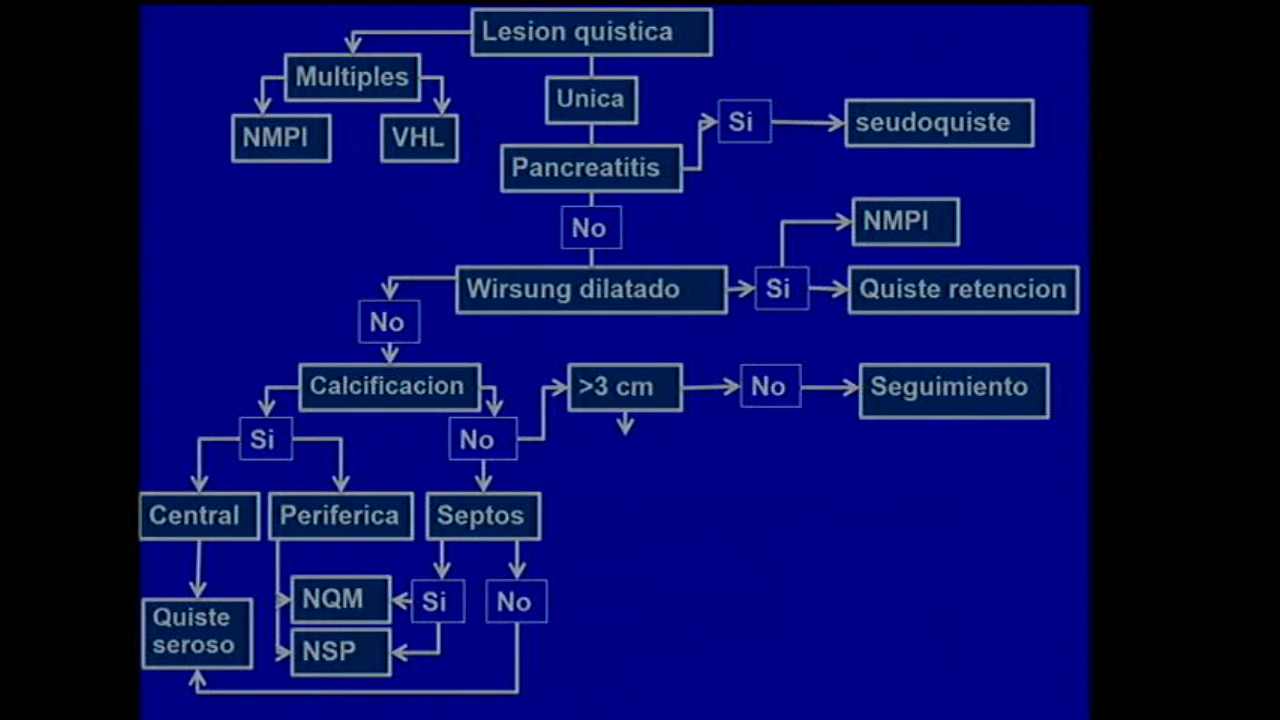 Lesion quistica
Multiples
Unica
NMPI
VHL
Si
seudoquiste
Pancreatitis
No
NMPI
Wirsung dilatado
Si
Quiste retencion
No
Calcificacion
>3 cm
No
Seguimiento
Si
No
Central
Periferica
Septos
NQM
Si
No
Quiste
seroso
NSP